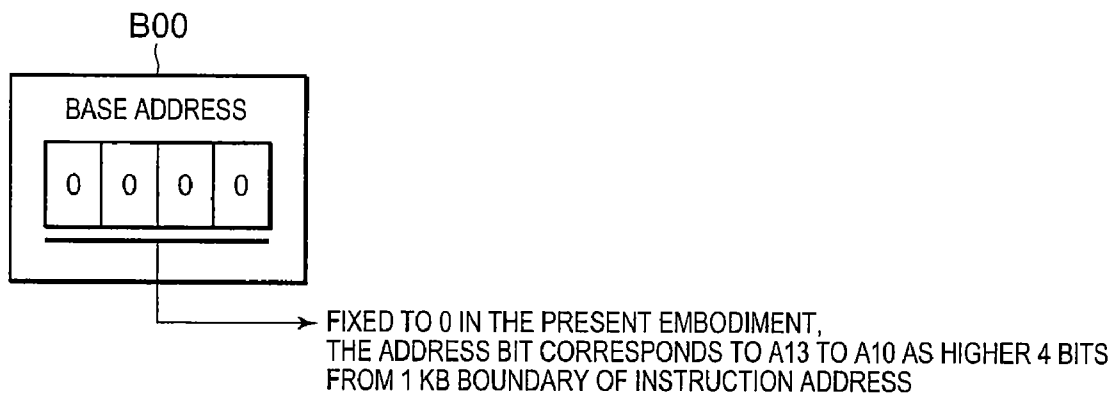 B00
BASE ADDRESS
0 0 0 0
FIXED TO 0 IN THE PRESENT EMBODIMENT,
THE ADDRESS BIT CORRESPONDS TO A13 TO A10 AS HIGHER 4 BITS
FROM 1 KB BOUNDARY OF INSTRUCTION ADDRESS